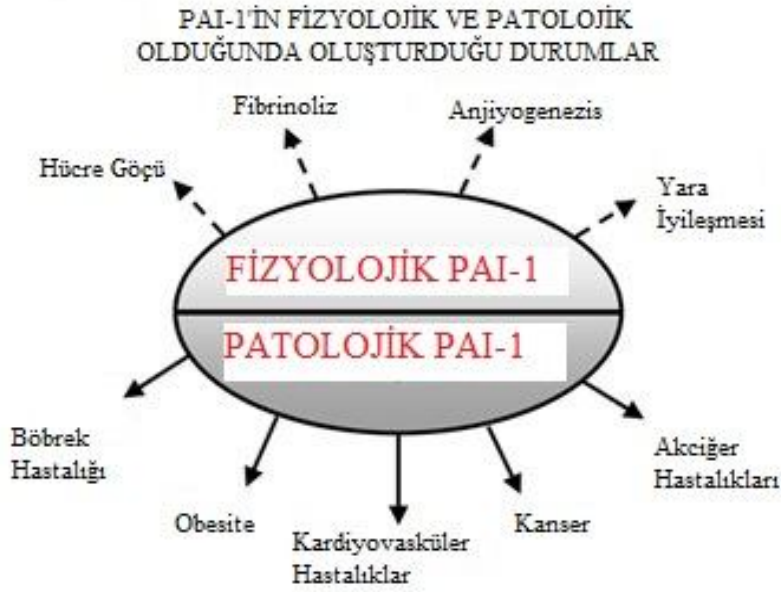 PAI-1'İN FİZYOLOJİK VE PATOLOJİK
OLDUĞUNDA OLUŞTURDUĞU DURUMLAR
Fibrinoliz
Anjiyogenezis
Hücre Göçü
Yara
İyileşmesi
FİZYOLOJİK PAI-1
PATOLOJİK PAI-1
Böbrek
Hastalığı
Akciğer
Hastalıkları
Obesite
Kanser
Kardiyovasküler
Hastalıklar